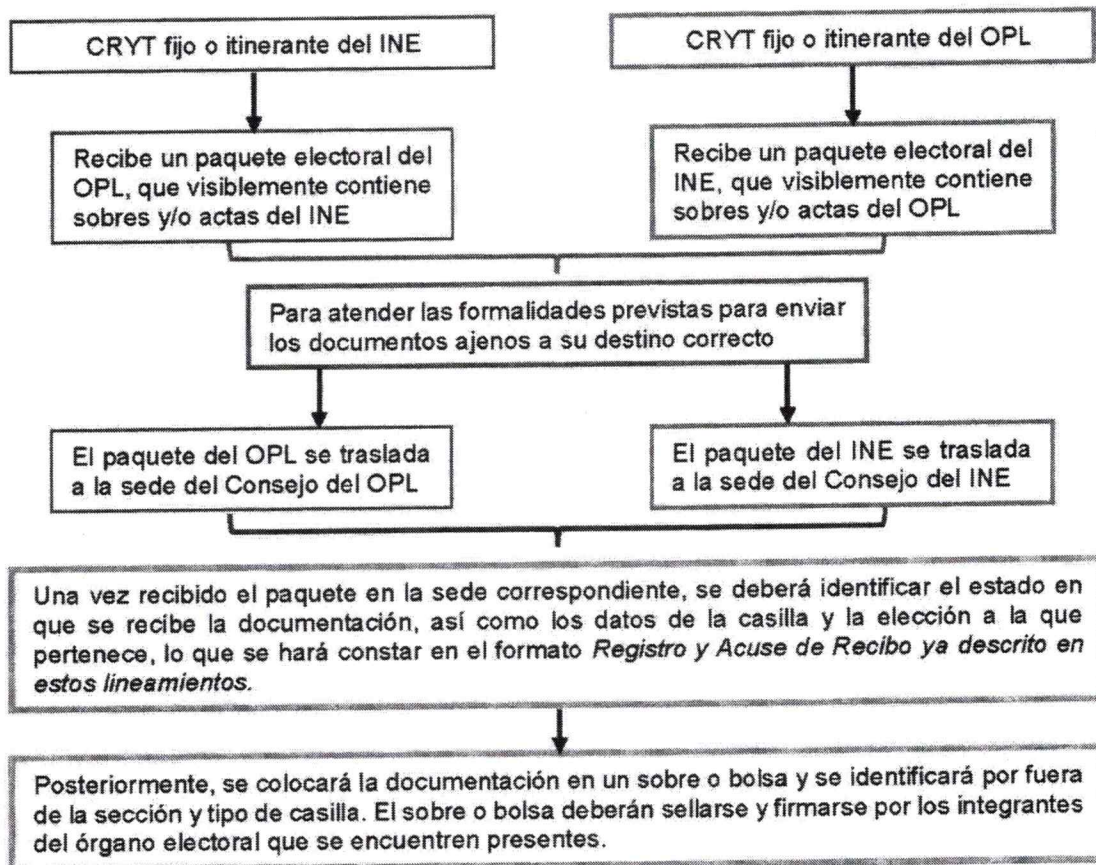 CRYT fijo o itinerante del INE
CRYT fijo o itinerante del OPL
Recibe un paquete electoral del
OPL, que visiblemente contiene
sobres y/o actas del INE
Recibe un paquete electoral del
INE, que visiblemente contiene
sobres y/o actas del OPL
Para atender las formalidades previstas para enviar
los documentos ajenos a su destino correcto
El paquete del OPL se traslada
a la sede del Consejo del OPL
El paquete del INE se traslada
a la sede del Consejo del INE
Una vez recibido el paquete en la sede correspondiente, se deberá identificar el estado en
que se recibe la documentación, así como los datos de la casilla y la elección a la que
pertenece, lo que se hará constar en el formato Registro y Acuse de Recibo ya descrito en
estos lineamientos.
Posteriormente, se colocará la documentación en un sobre o bolsa y se identificará por fuera
de la sección y tipo de casilla. El sobre o bolsa deberán sellarse y firmarse por los integrantes
del órgano electoral que se encuentren presentes.